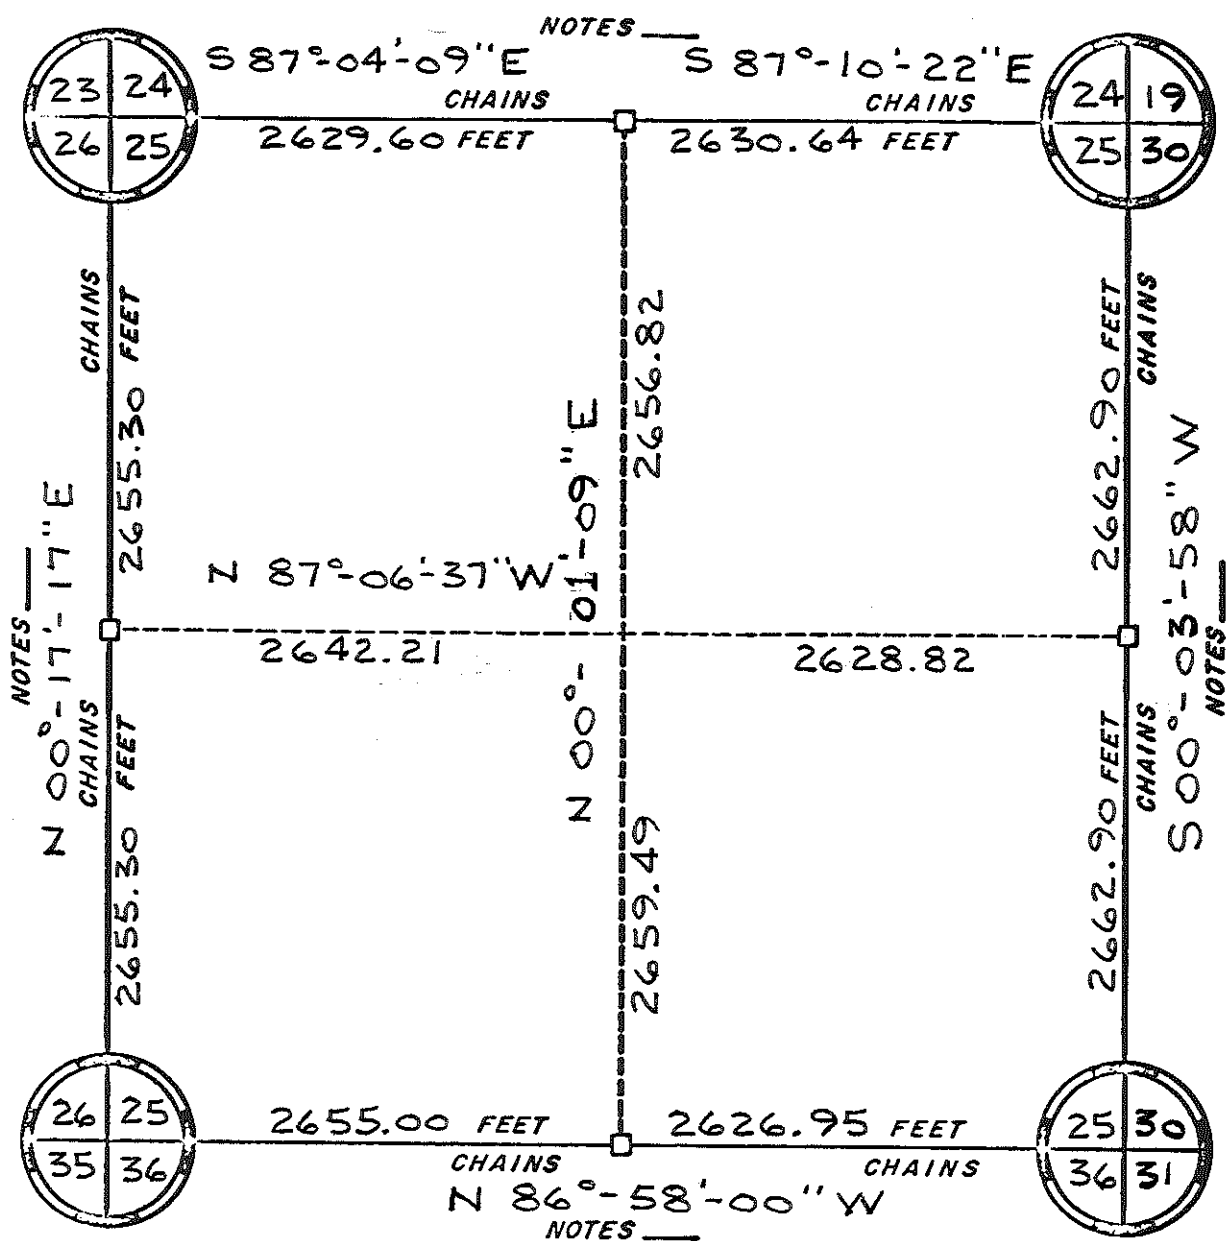 NOTES
S 87°-04'-09" E
S 87°-10'-22" E
CHAINS
CHAINS
2629.60 FEET
2630.64 FEET
23 24
26 25
24 19
25 30
CHAINS
2655.30 FEET
2656.82
2662.90 FEET
CHAINS
N 00°-17'-17" E
NOTES
N 87°-06'-37" W
N 00°-01'-09" E
S 00°-03'-58" W
NOTES
2642.21
2628.82
CHAINS
2655.30 FEET
2659.49
2662.90 FEET
CHAINS
26 25
35 36
2655.00 FEET
2626.95 FEET
25 30
36 31
CHAINS
CHAINS
N 86°-58'-00" W
NOTES